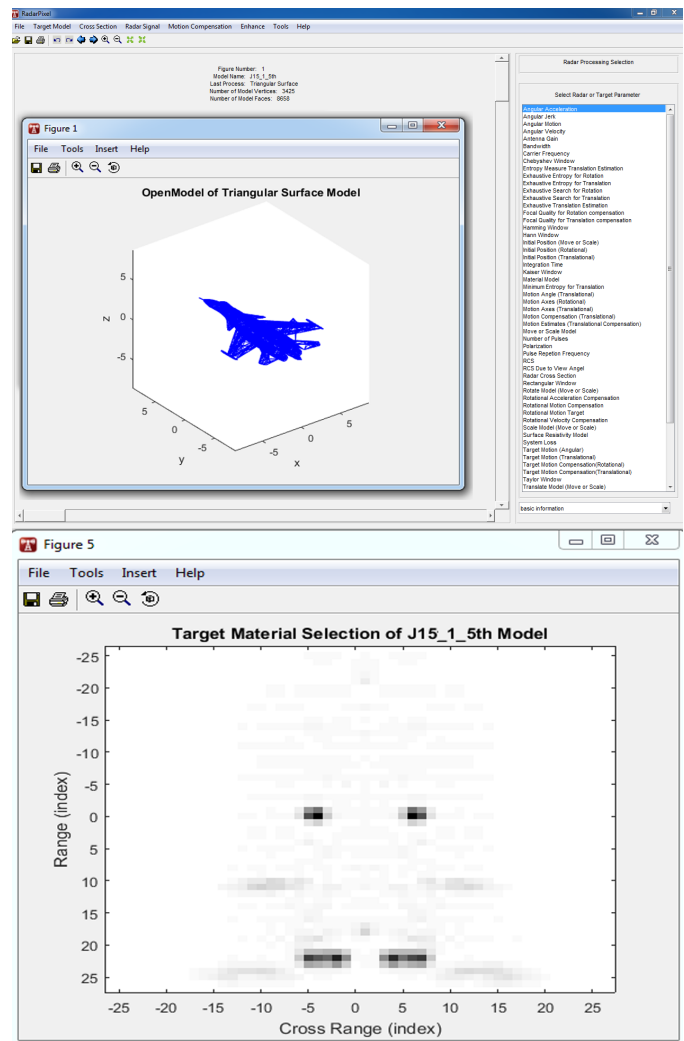 RadarPixel
File Target Model Cross Section Radar Signal Motion Compensation Enhance Tools Help
Figure Number: 1
Model Name: J15_1_5th
Last Process: Triangular Surface
Number of Model Vertices: 3425
Number of Model Faces: 8658
Radar Processing Selection
Select Radar or Target Parameter
Angular Acceleration
Angular Jerk
Angular Motion
Angular Velocity
Antenna Gain
Bandwidth
Carrier Frequency
Chebyshev Window
Entropy Measure Translation Estimation
Exhaustive Entropy for Rotation
Exhaustive Entropy for Translation
Exhaustive Search for Rotation
Exhaustive Search for Translation
Exhaustive Translation Estimation
Focal Quality for Rotation compensation
Focal Quality for Translation compensation
Hamming Window
Hann Window
Initial Position (Move or Scale)
Initial Position (Rotational)
Initial Position (Translational)
Integration Time
Kaiser Window
Material Model
Minimum Entropy for Translation
Motion Angle (Translational)
Motion Axes (Rotational)
Motion Axes (Translational)
Motion Compensation (Translational)
Motion Estimates (Translational Compensation)
Move or Scale Model
Number of Pulses
Polarization
Pulse Repetion Frequency
RCS
RCS Due to View Angel
Radar Cross Section
Rectangular Window
Rotate Model (Move or Scale)
Rotational Acceleration Compensation
Rotational Motion Compensation
Rotational Motion Target
Rotational Velocity Compensation
Scale Model (Move or Scale)
Surface Resistivity Model
System Loss
Target Motion (Angular)
Target Motion (Translational)
Target Motion Compensation(Rotational)
Target Motion Compensation(Translational)
Taylor Window
Translate Model (Move or Scale)
basic information
Figure 1
File Tools Insert Help
OpenModel of Triangular Surface Model
5
0
-5
z
5
0
-5
y
-5
0
5
x
Figure 5
File Tools Insert Help
Target Material Selection of J15_1_5th Model
-25
-20
-15
-10
-5
0
5
10
15
20
25
Range (index)
-25 -20 -15 -10 -5 0 5 10 15 20 25
Cross Range (index)